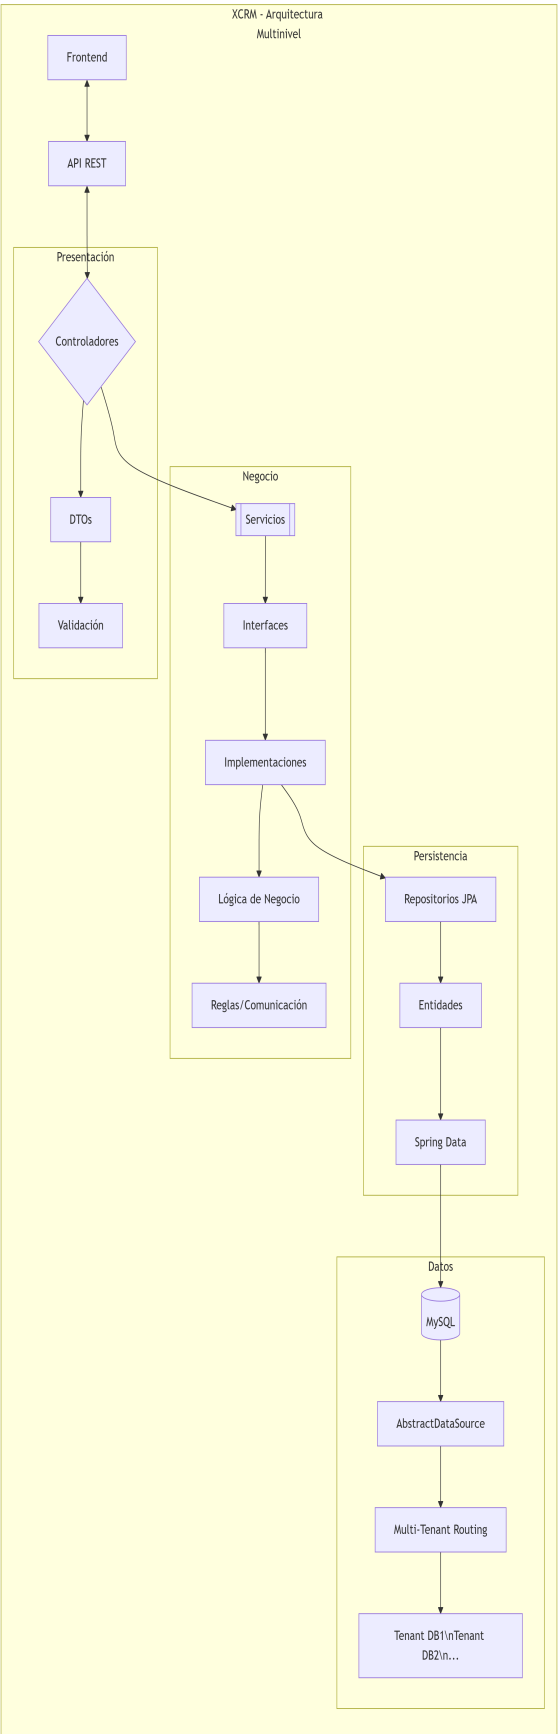 XCRM - Arquitectura
Multinivel
Frontend
API REST
Presentación
Controladores
DTOs
Validación
Negocio
Servicios
Interfaces
Implementaciones
Lógica de Negocio
Reglas/Comunicación
Persistencia
Repositorios JPA
Entidades
Spring Data
Datos
MySQL
AbstractDataSource
Multi-Tenant Routing
Tenant DB1\nTenant
DB2\n...